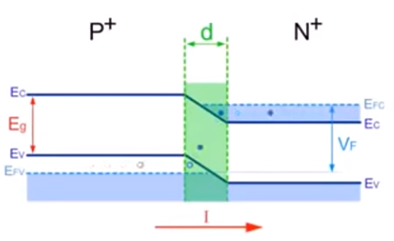 P+ d N+
EC EFC
Eg EC
EV VF
EFV EV
I